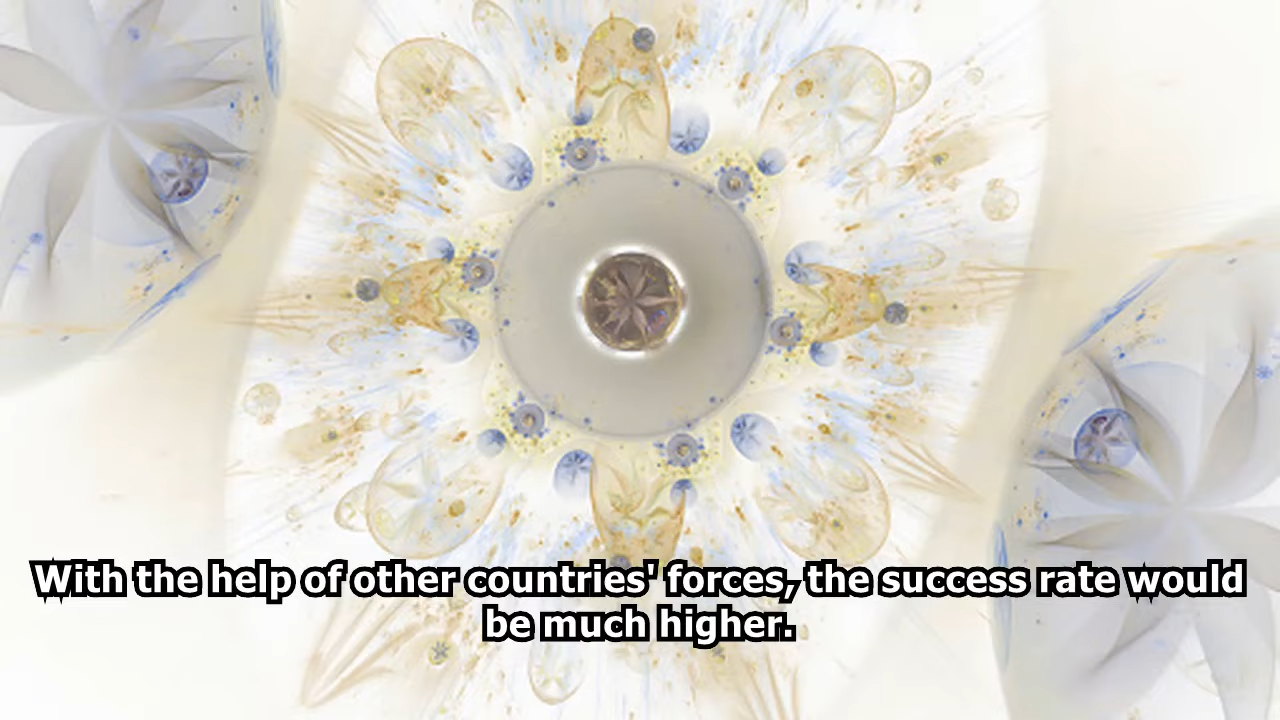 With the help of other countries' forces, the success rate would
be much higher.